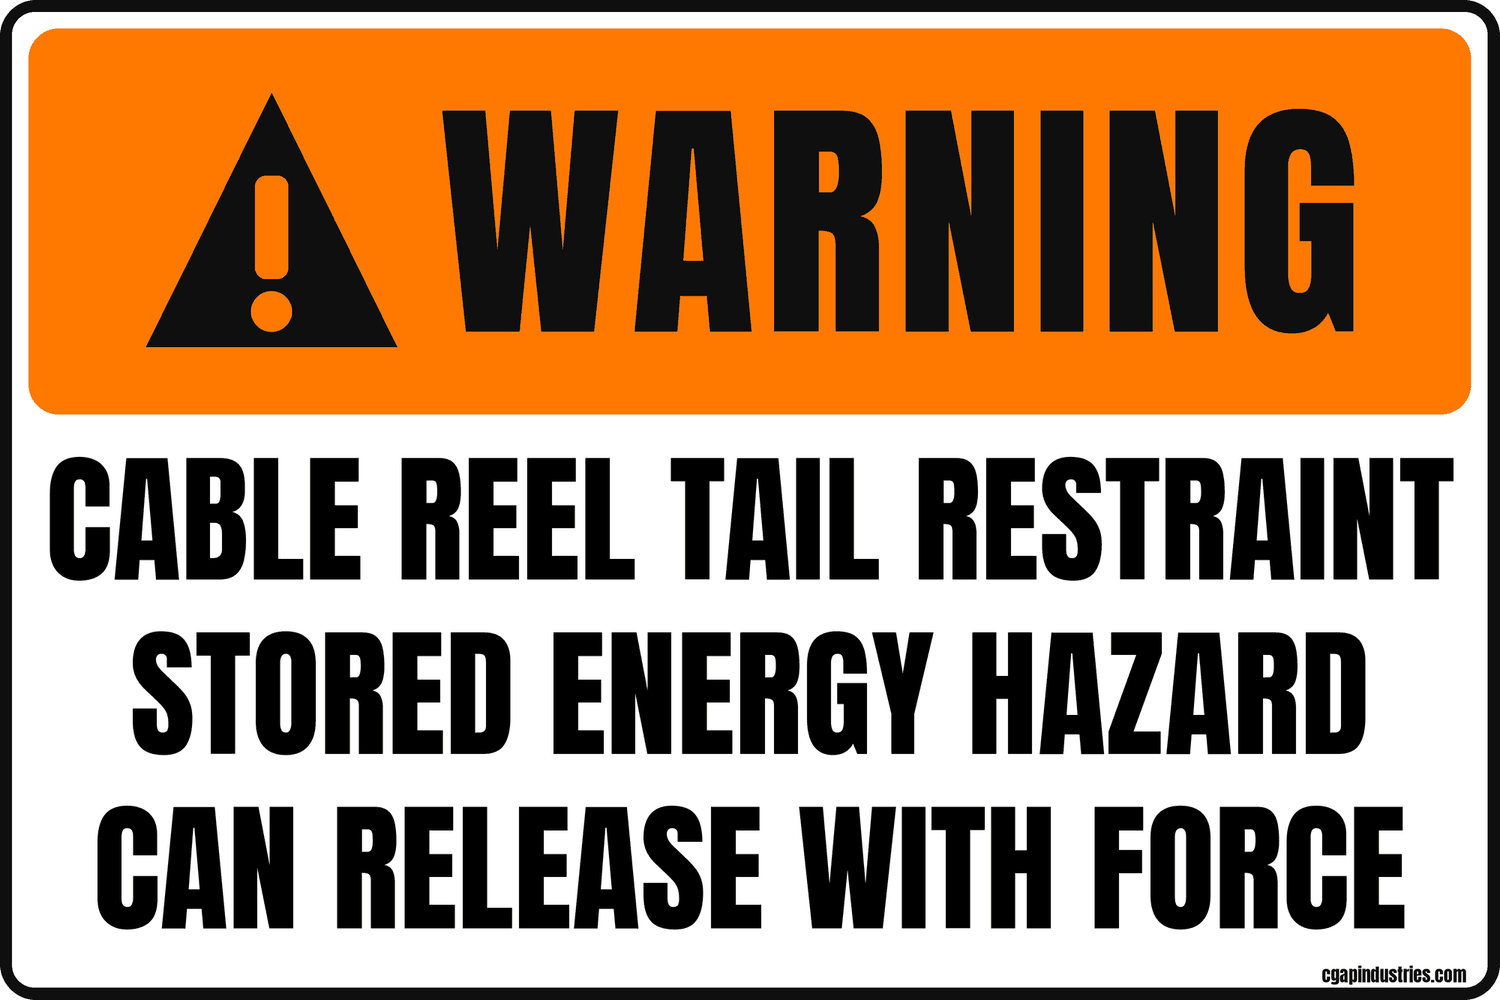 WARNING
CABLE REEL TAIL RESTRAINT
STORED ENERGY HAZARD
CAN RELEASE WITH FORCE
cgapindustries.com